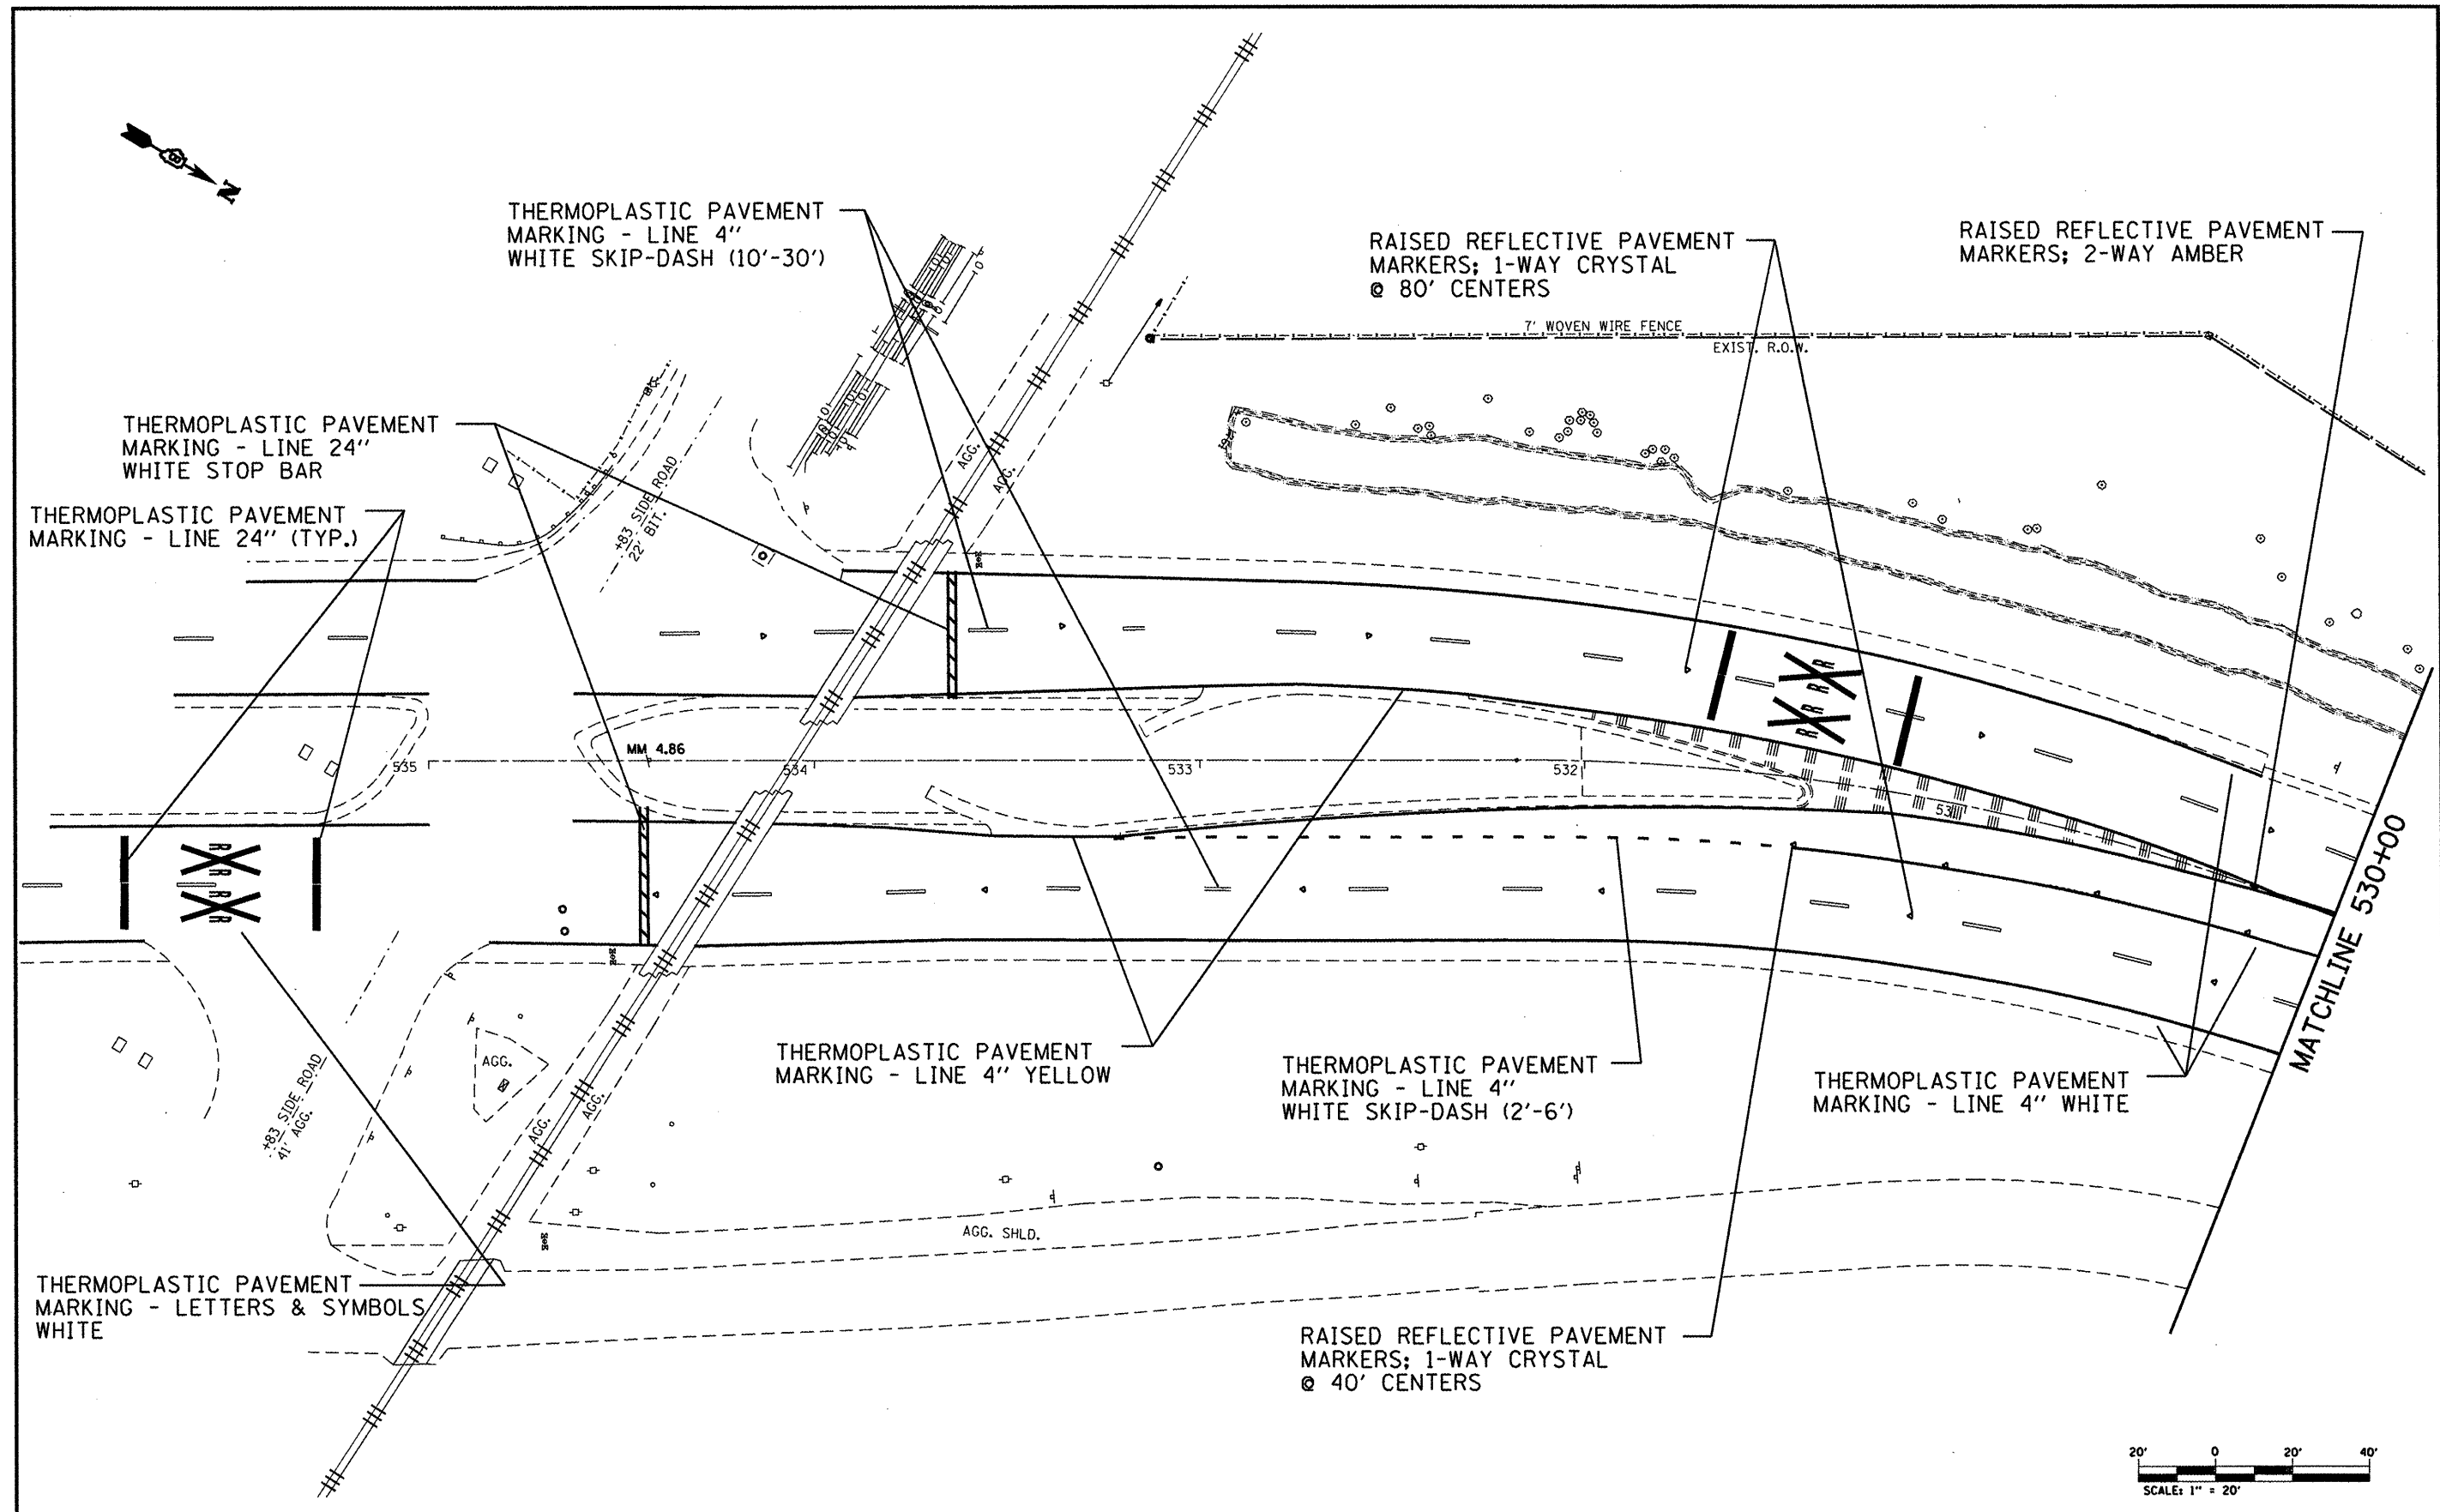 N
THERMOPLASTIC PAVEMENT
MARKING - LINE 4"
WHITE SKIP-DASH (10'-30')
RAISED REFLECTIVE PAVEMENT
MARKERS; 1-WAY CRYSTAL
@ 80' CENTERS
RAISED REFLECTIVE PAVEMENT
MARKERS; 2-WAY AMBER
7' WOVEN WIRE FENCE
EXIST. R.O.W.
THERMOPLASTIC PAVEMENT
MARKING - LINE 24"
WHITE STOP BAR
THERMOPLASTIC PAVEMENT
MARKING - LINE 24" (TYP.)
+83 SIDE ROAD
22' BIT.
AGG.
AGG.
R
R
R
R
MM 4.86
535
534
533
532
531
R
R
R
R
MATCHLINE 530+00
THERMOPLASTIC PAVEMENT
MARKING - LINE 4" YELLOW
THERMOPLASTIC PAVEMENT
MARKING - LINE 4"
WHITE SKIP-DASH (2'-6')
THERMOPLASTIC PAVEMENT
MARKING - LINE 4" WHITE
+83 SIDE ROAD
41' AGG.
AGG.
AGG.
AGG.
AGG. SHLD.
THERMOPLASTIC PAVEMENT
MARKING - LETTERS & SYMBOLS
WHITE
RAISED REFLECTIVE PAVEMENT
MARKERS; 1-WAY CRYSTAL
@ 40' CENTERS
20' 0 20' 40'
SCALE: 1" = 20'